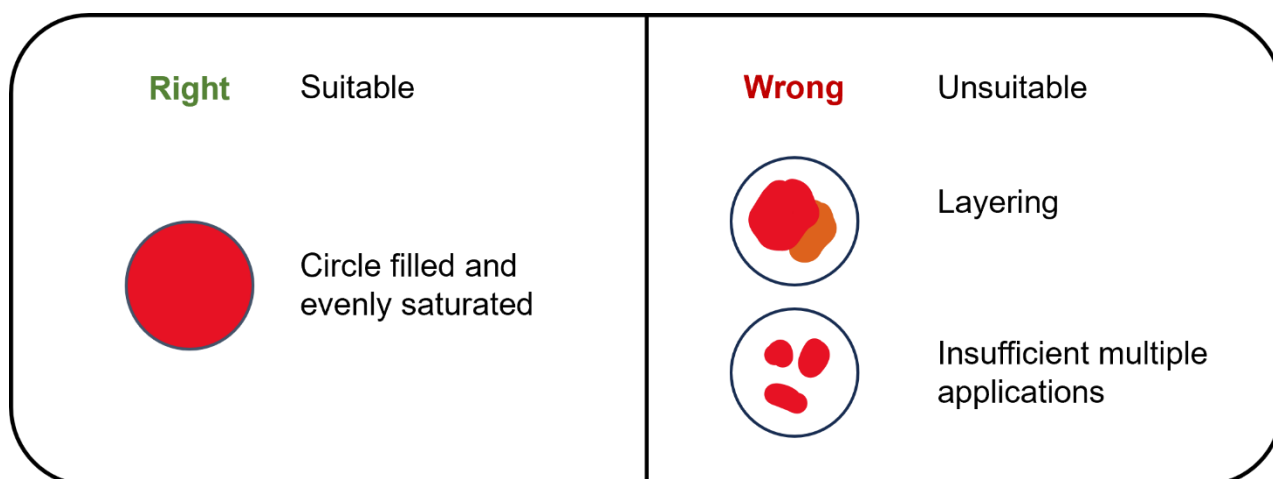 Right Suitable
Circle filled and
evenly saturated
Wrong Unsuitable
Layering
Insufficient multiple
applications